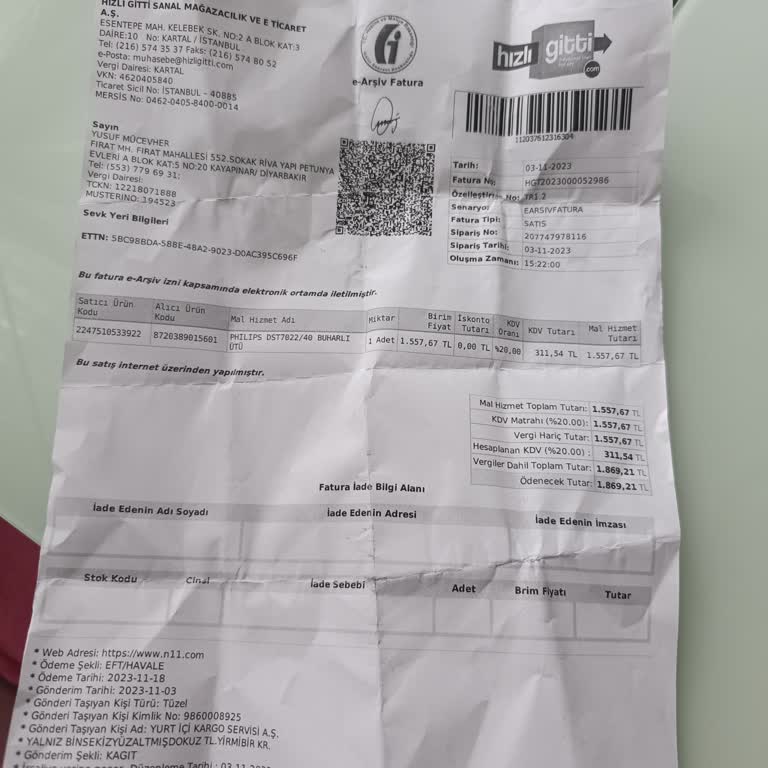 HIZLI GİTTİ SANAL MAĞAZACILIK VE E TİCARET
A.Ş.
ESENTEPE MAH. KELEBEK SK. NO:2 A BLOK KAT:3
DAİRE:10 No: KARTAL / İSTANBUL
Tel: (216) 574 35 37 Faks: (216) 574 80 52
e-Posta: muhasebe@hizligitti.com
Vergi Dairesi: KARTAL
VKN: 4620405840
Ticaret Sicil No: İSTANBUL - 40885
MERSİS No: 0462-0405-8400-0014
e-Arşiv Fatura
hızlı gitti
.com
112037612316304
Sayın
YUSUF MÜCEVHER
FIRAT MH. FIRAT MAHALLESİ 552.SOKAK RİVA YAPI PETUNYA
EVLERİ A BLOK KAT:5 NO:20 KAYAPINAR/ DİYARBAKIR
Tel: (553) 779 69 31;
Vergi Dairesi:
TCKN: 12218071888
MUSTERINO: 194523
Sevk Yeri Bilgileri
ETTN: 5BC98BDA-5B8E-4BA2-9023-D0AC395C696F
Tarih: 03-11-2023
Fatura No: HGT2023000052986
Özelleştirme No: TR1.2
Senaryo: EARSIVFATURA
Fatura Tipi: SATIS
Sipariş No: 207747978116
Sipariş Tarihi: 03-11-2023
Oluşma Zamanı: 15:22:00
Bu fatura e-Arşiv izni kapsamında elektronik ortamda iletilmiştir.
Satıcı Ürün Kodu Alıcı Ürün Kodu Mal Hizmet Adı Miktar Birim Fiyat İskonto Tutarı KDV Oranı KDV Tutarı Mal Hizmet Tutarı
2247510533922 8720389015601 PHILIPS DST7022/40 BUHARLI ÜTÜ 1 Adet 1.557,67 TL 0,00 TL %20,00 311,54 TL 1.557,67 TL
Bu satış internet üzerinden yapılmıştır.
Mal Hizmet Toplam Tutarı: 1.557,67 TL
KDV Matrahı (%20.00): 1.557,67 TL
Vergi Hariç Tutar: 1.557,67 TL
Hesaplanan KDV (%20.00) : 311,54 TL
Vergiler Dahil Toplam Tutar: 1.869,21 TL
Ödenecek Tutar: 1.869,21 TL
Fatura İade Bilgi Alanı
İade Edenin Adı Soyadı İade Edenin Adresi İade Edenin İmzası
Stok Kodu Cinsi İade Sebebi Adet Brim Fiyatı Tutar
* Web Adresi: https://www.n11.com
* Ödeme Şekli: EFT/HAVALE
* Ödeme Tarihi: 2023-11-18
* Gönderim Tarihi: 2023-11-03
* Gönderi Taşıyan Kişi Türü: Tüzel
* Gönderi Taşıyan Kişi Kimlik No: 9860008925
* Gönderi Taşıyan Kişi Ad: YURT İÇİ KARGO SERVİSİ A.Ş.
* YALNIZ BİNSEKİZYÜZALTMIŞDOKUZ TL.YİRMİBİR KR.
* Gönderim Şekli: KAGIT